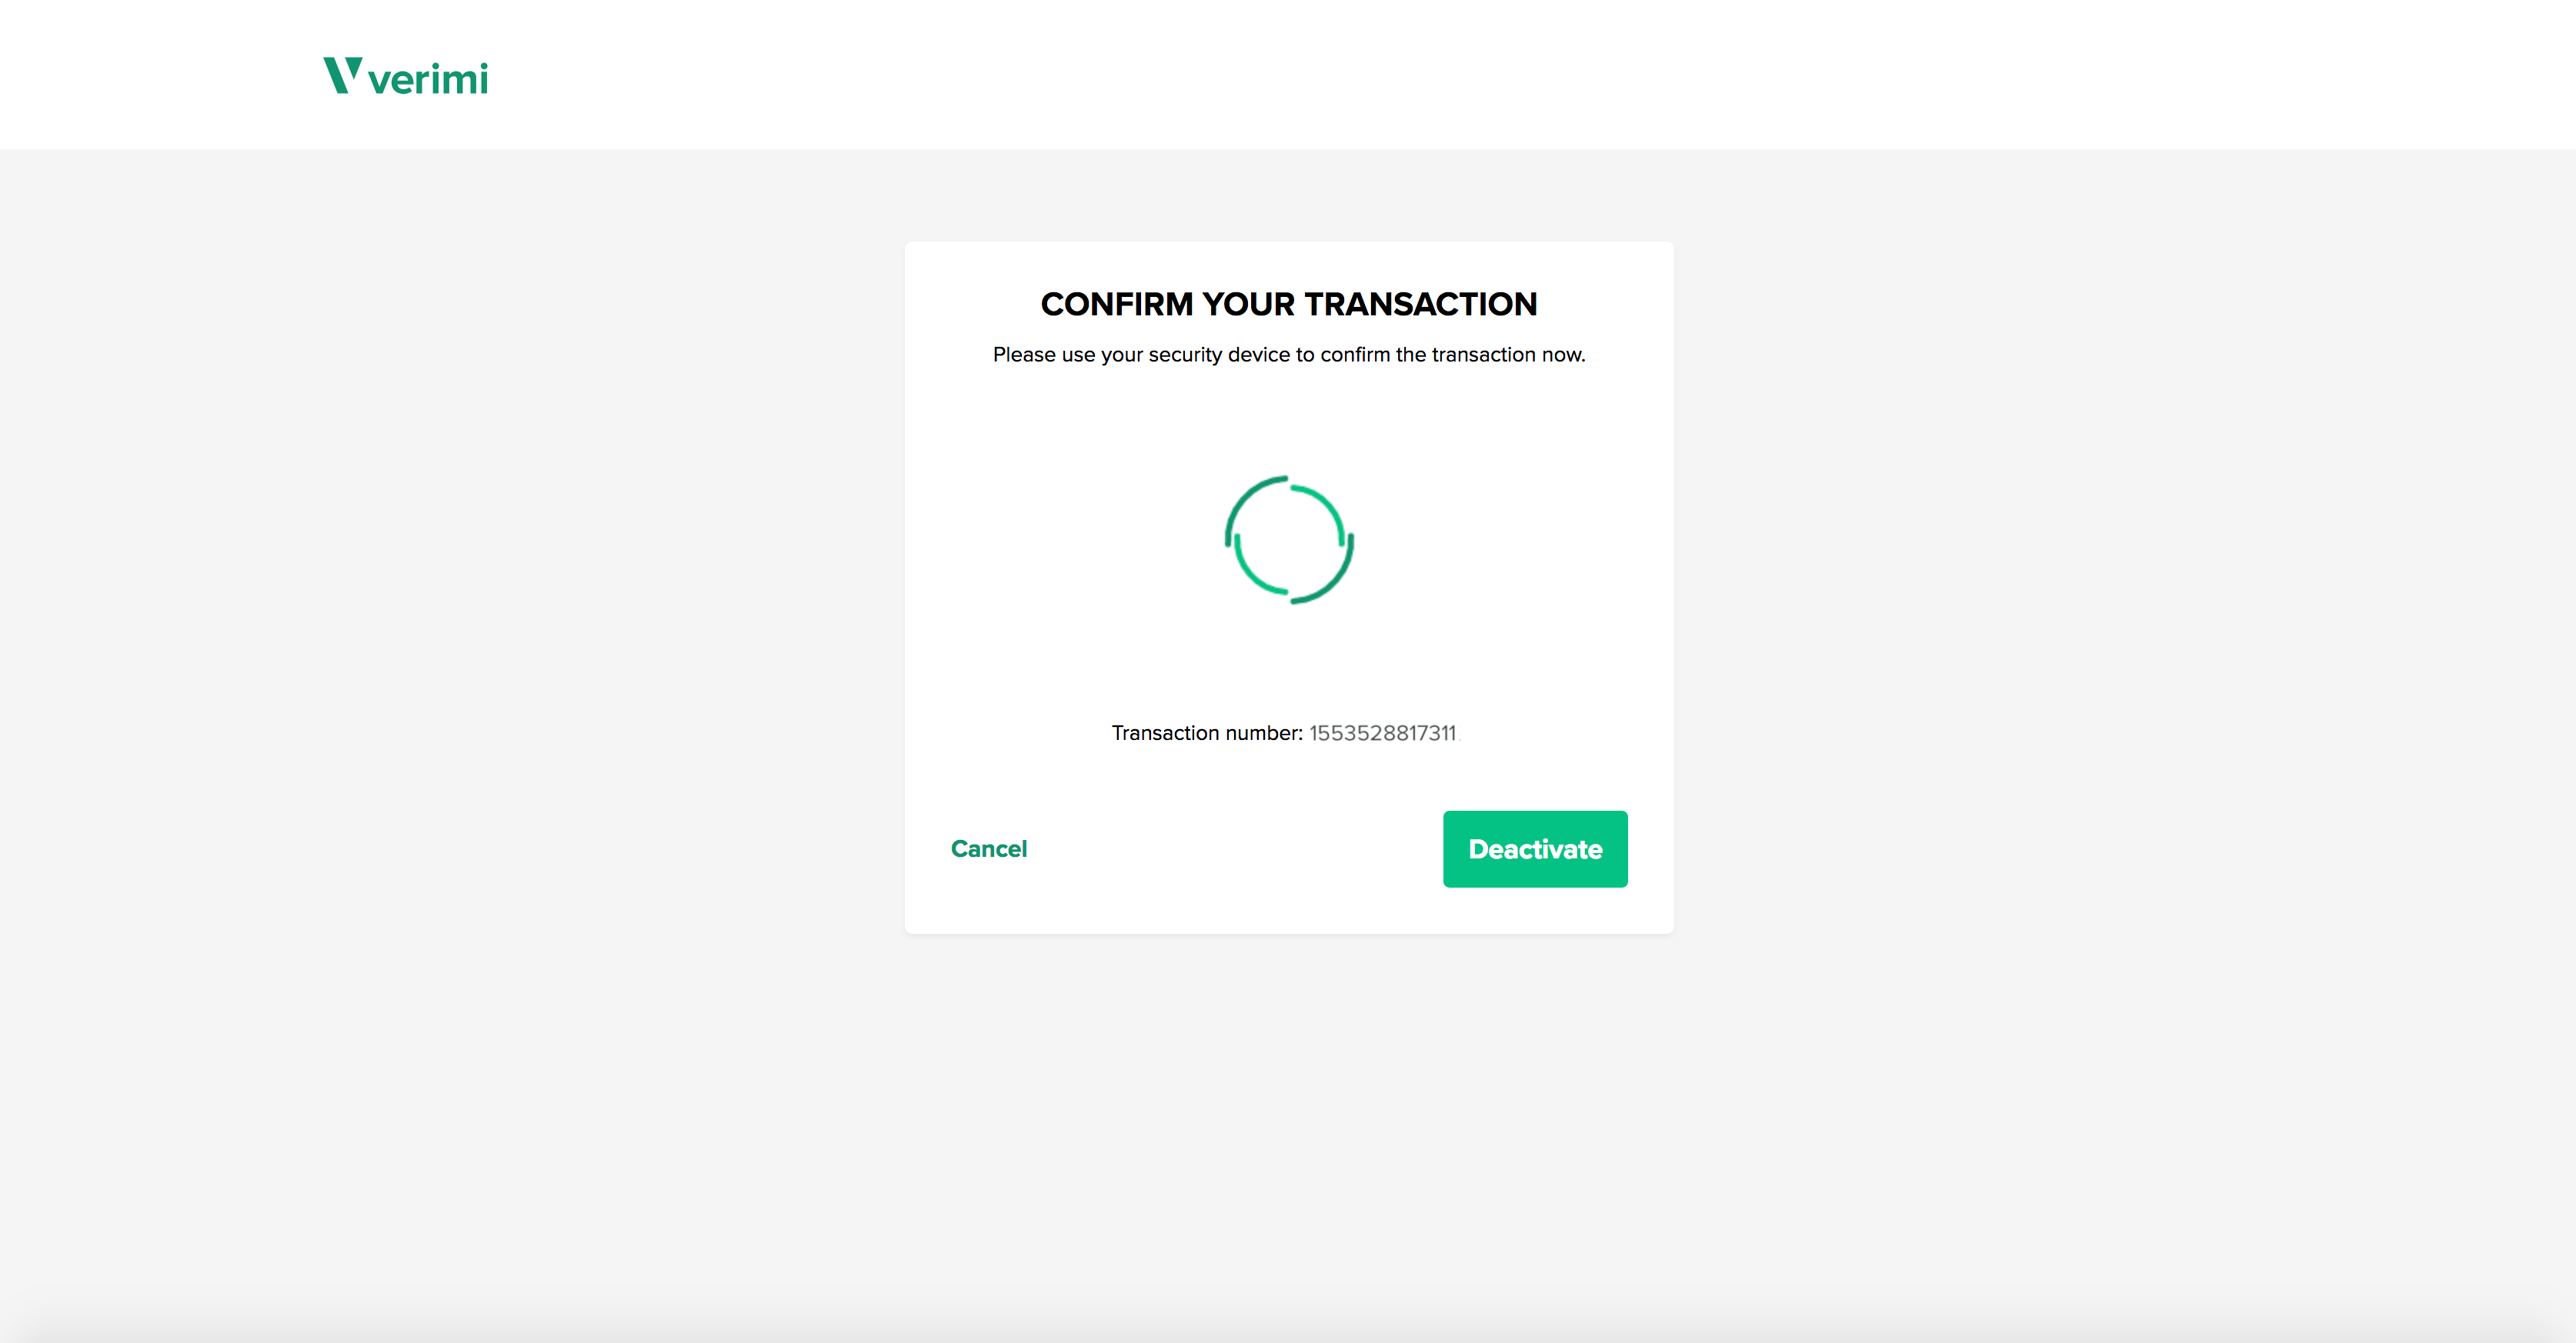 verimi
CONFIRM YOUR TRANSACTION
Please use your security device to confirm the transaction now.
Transaction number: 1553528817311
Cancel
Deactivate